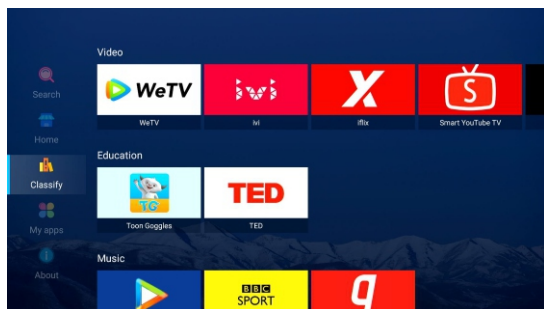 Video
WeTV
ivi
X
S
Search
WeTV
Ivi
iflix
Smart YouTube TV
Home
Education
Classify
TG
TED
My apps
Toon Goggles
TED
Music
About
BBC
SPORT
g